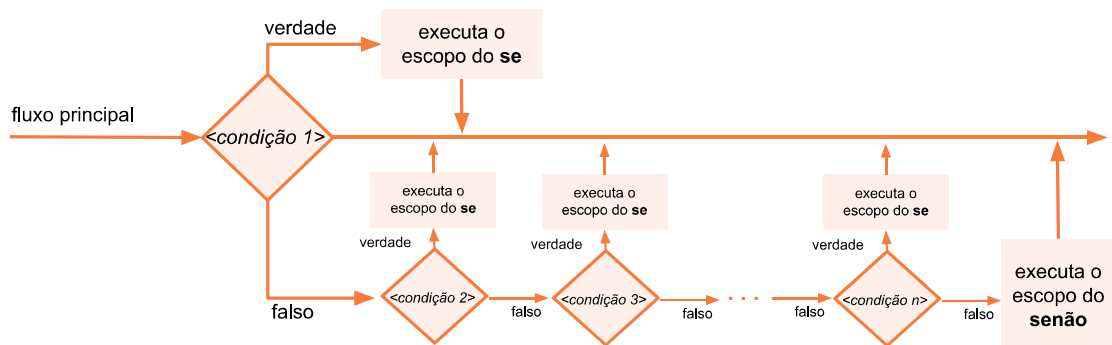 verdade
executa o
escopo do se
fluxo principal
<condição 1>
executa o
escopo do se
executa o
escopo do se
executa o
escopo do se
verdade
verdade
verdade
falso
<condição 2>
falso
<condição 3>
falso
. . .
falso
<condição n>
falso
executa o
escopo do
senão